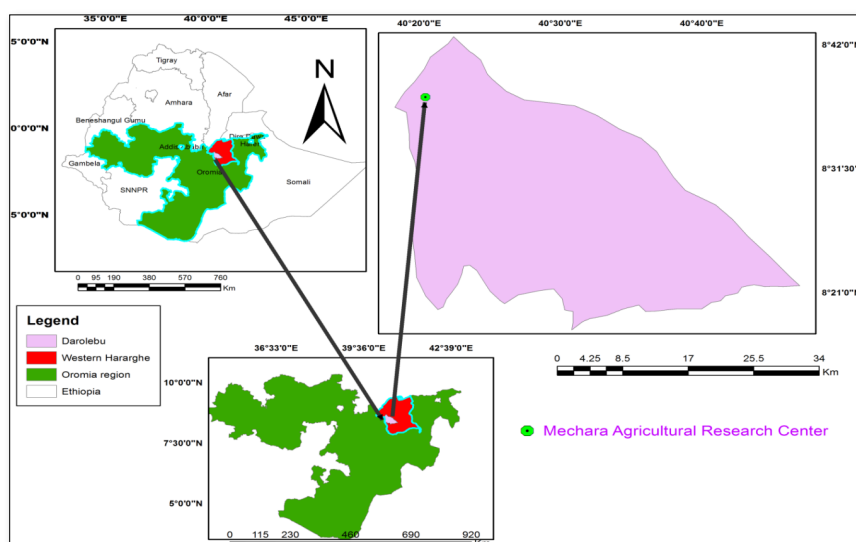 35°0'0"E 40°0'0"E 45°0'0"E
5°0'0"N
0°0'0"N
5°0'0"N
Tigray
Afar
Amhara
Beneshangul Gumu
Gambela
SNNPR
Oromia
Somali
N
0 95 190 380 570 760
Km
40°20'0"E 40°30'0"E 40°40'0"E
8°42'0"N
8°31'30"N
8°21'0"N
0 4.25 8.5 17 25.5 34
Km
Legend
Darolebu
Western Hararghe
Oromia region
Ethiopia
36°33'0"E 39°36'0"E 42°39'0"E
10°0'0"N
7°30'0"N
5°0'0"N
0 115 230 460 690 920
Mechara Agricultural Research Center